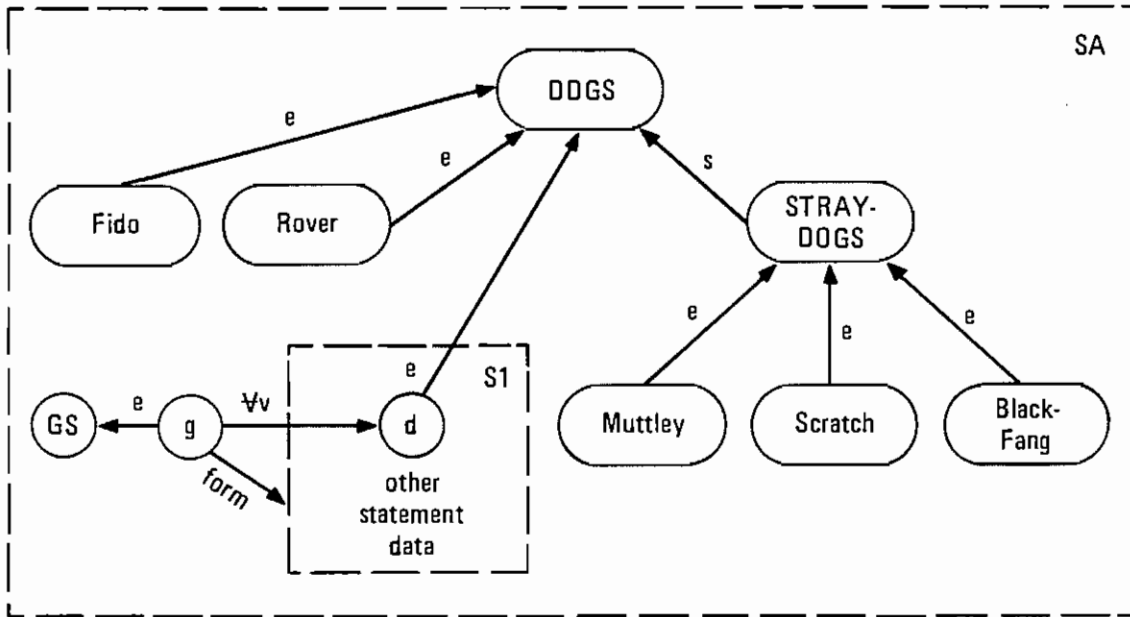 SA
DOGS
e
e
s
Fido
Rover
STRAY-
DOGS
e
e
e
S1
e
GS
e
g
∀v
d
form
other
statement
data
Muttley
Scratch
Black-
Fang